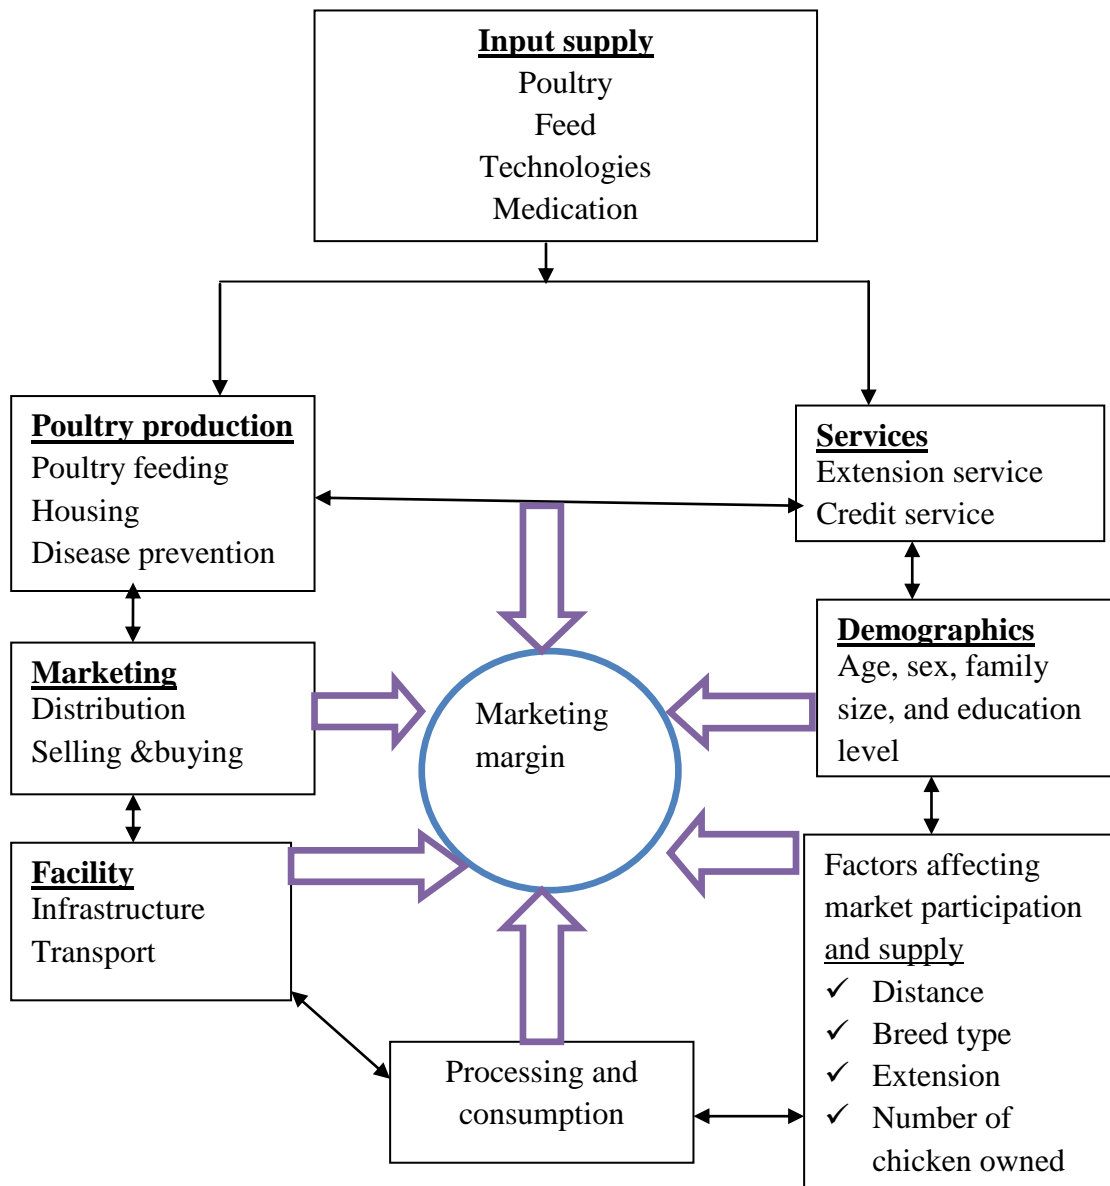 Input supply
Poultry
Feed
Technologies
Medication
Poultry production
Poultry feeding
Housing
Disease prevention
Services
Extension service
Credit service
Marketing
Distribution
Selling &buying
Marketing
margin
Demographics
Age, sex, family
size, and education
level
Facility
Infrastructure
Transport
Factors affecting
market participation
and supply
✓ Distance
✓ Breed type
✓ Extension
✓ Number of
chicken owned
Processing and
consumption